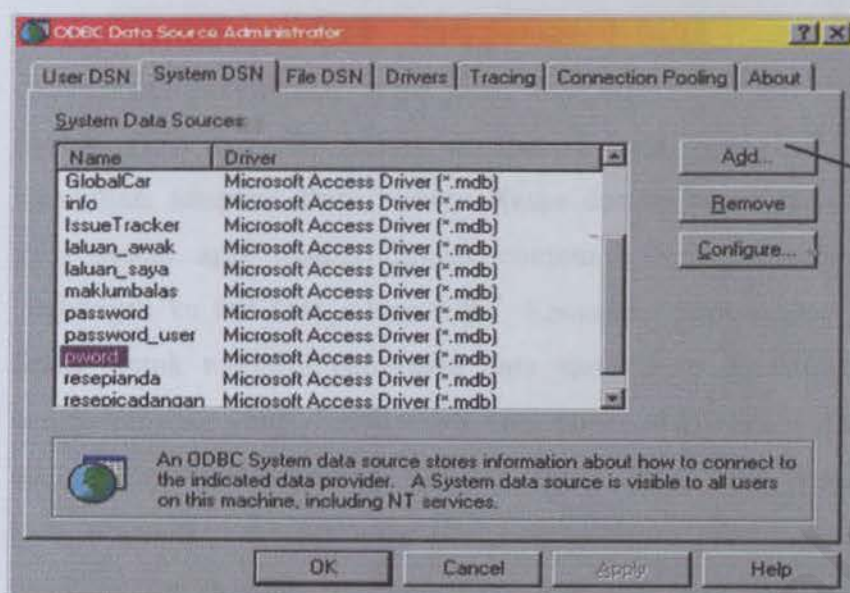 ODBC Data Source Administrator
User DSN System DSN File DSN Drivers Tracing Connection Pooling About
System Data Sources:
Name Driver
GlobalCar Microsoft Access Driver (*.mdb)
info Microsoft Access Driver (*.mdb)
IssueTracker Microsoft Access Driver (*.mdb)
laluan_awak Microsoft Access Driver (*.mdb)
laluan_saya Microsoft Access Driver (*.mdb)
maklumbalas Microsoft Access Driver (*.mdb)
password Microsoft Access Driver (*.mdb)
password_user Microsoft Access Driver (*.mdb)
pword Microsoft Access Driver (*.mdb)
resepianda Microsoft Access Driver (*.mdb)
resepicadangan Microsoft Access Driver (*.mdb)
Add...
Remove
Configure...
An ODBC System data source stores information about how to connect to
the indicated data provider. A System data source is visible to all users
on this machine, including NT services.
OK Cancel Apply Help